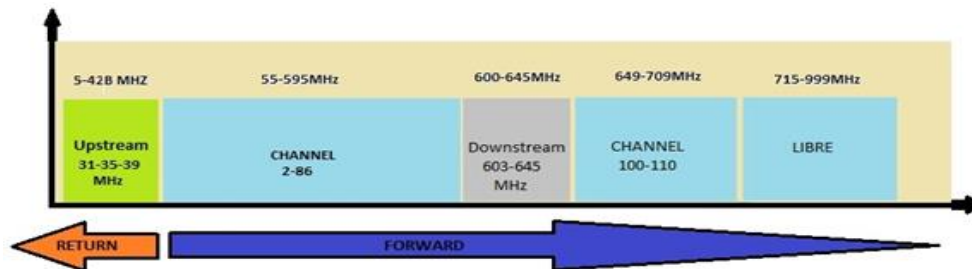 5-42B MHZ
55-595MHz
600-645MHz
649-709MHz
715-999MHz
Upstream
31-35-39
MHz
CHANNEL
2-86
Downstream
603-645
MHz
CHANNEL
100-110
LIBRE
RETURN
FORWARD